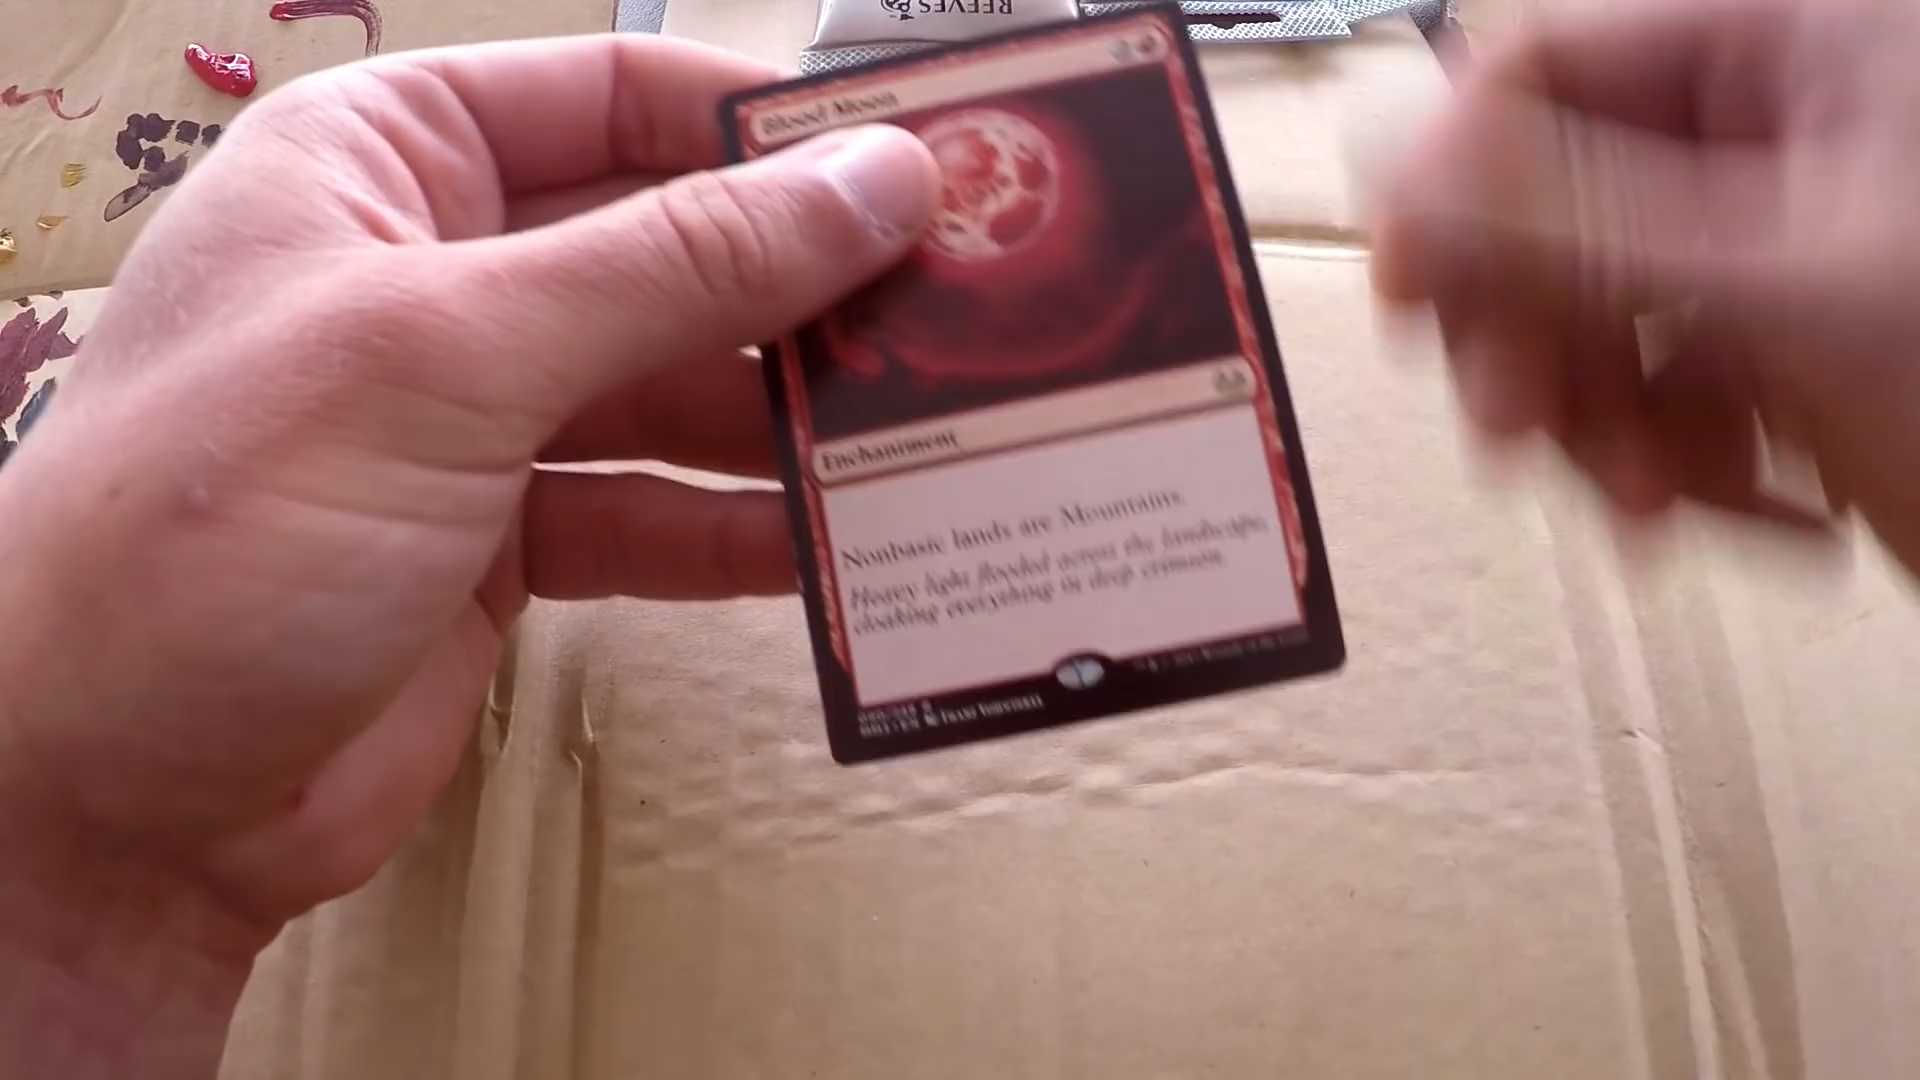 REEVES
Blood Moon
Enchantment
Nonbasic lands are Mountains.
Heavy light flooded across the landscape,
cloaking everything in deep crimson.